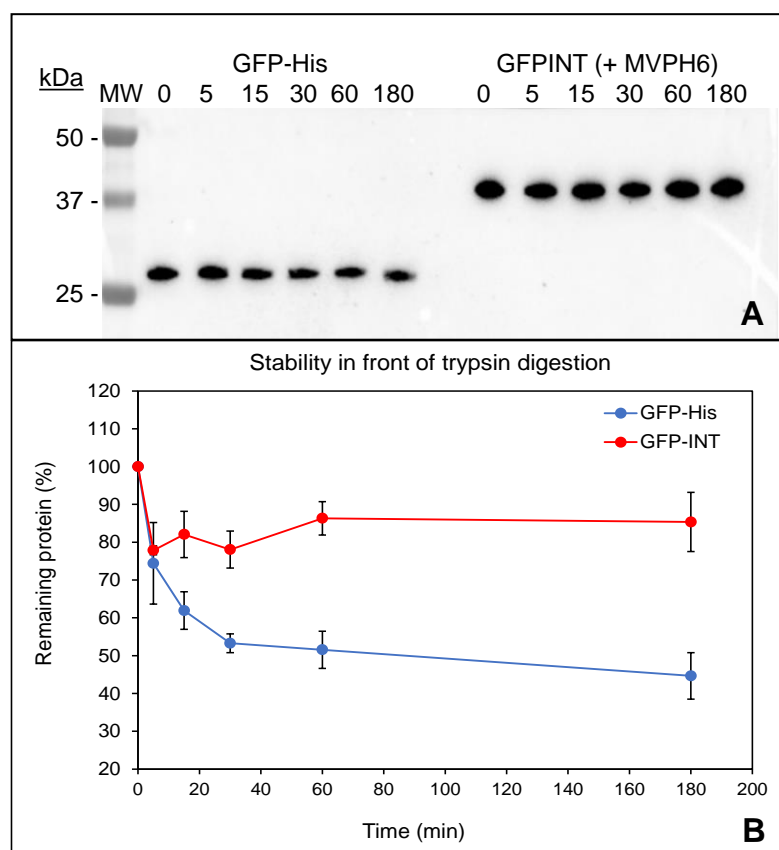 GFP-His GFPINT (+ MVPH6)
kDa
MW 0 5 15 30 60 180 0 5 15 30 60 180
50 -
37 -
25 -
A
Stability in front of trypsin digestion
120
110
100
90
80
70
60
50
40
30
20
Remaining protein (%)
GFP-His
GFP-INT
0 20 40 60 80 100 120 140 160 180 200
Time (min)
B